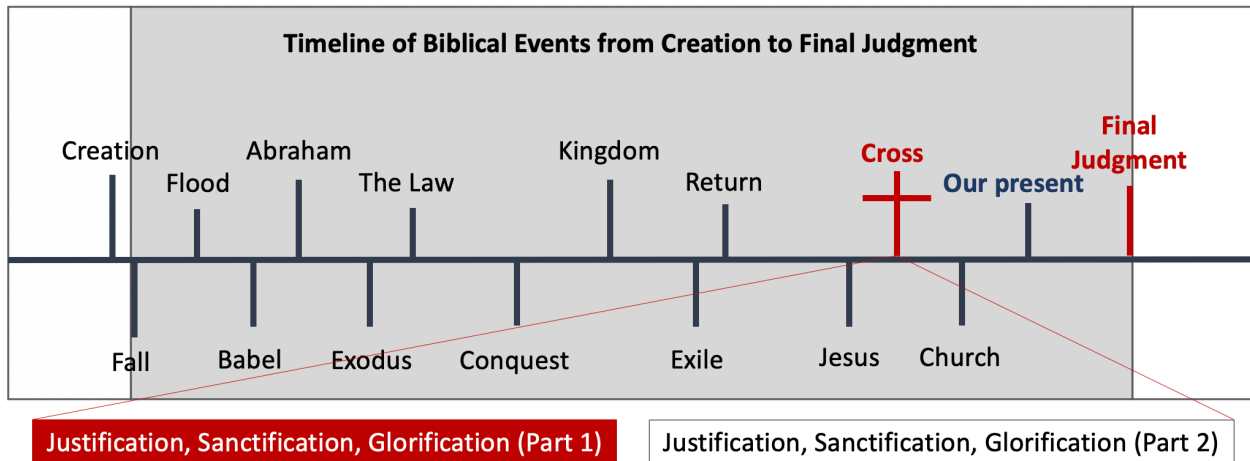 Timeline of Biblical Events from Creation to Final Judgment
Creation
Flood
Abraham
The Law
Kingdom
Return
Cross
Our present
Final
Judgment
Fall
Babel
Exodus
Conquest
Exile
Jesus
Church
Justification, Sanctification, Glorification (Part 1)
Justification, Sanctification, Glorification (Part 2)